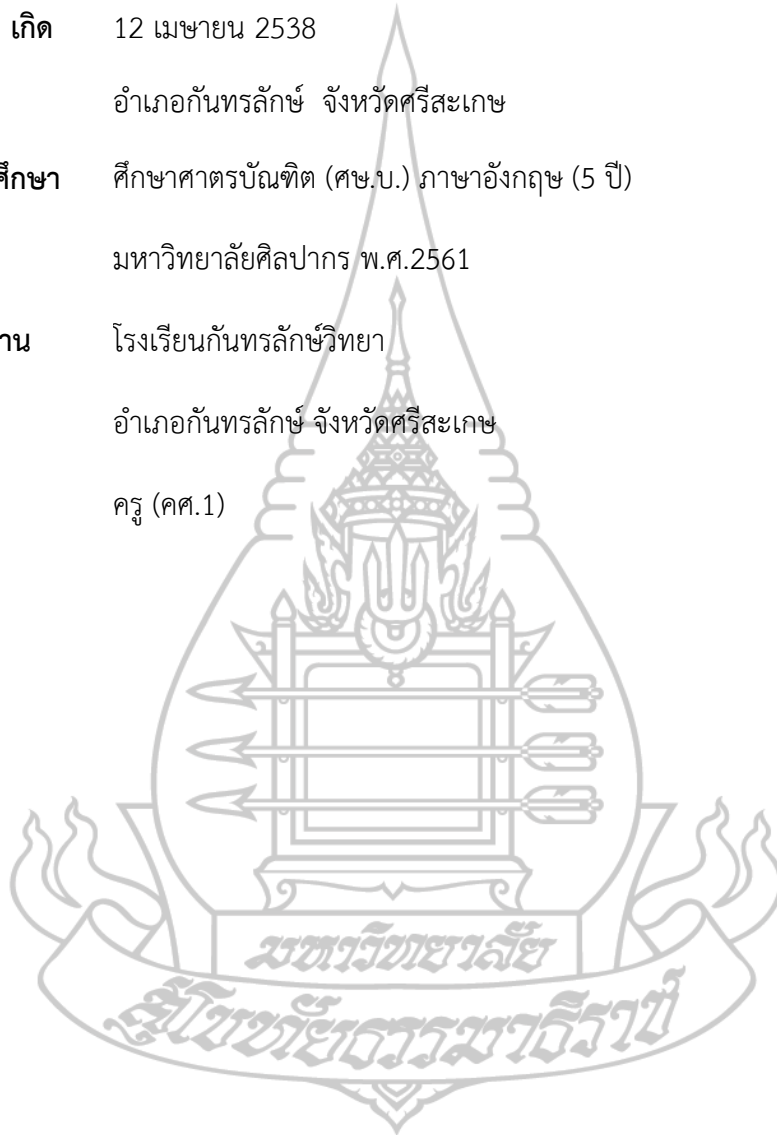 เกิด 12 เมษายน 2538
อำเภอกันทรลักษ์ จังหวัดศรีสะเกษ
ศึกษา ศึกษาศาตรบัณฑิต (ศษ.บ.) ภาษาอังกฤษ (5 ปี)
มหาวิทยาลัยศิลปากร พ.ศ.2561
าน โรงเรียนกันทรลักษ์วิทยา
อำเภอกันทรลักษ์ จังหวัดศรีสะเกษ
ครู (คศ.1)
มหาวิทยาลัย
สุโขทัยธรรมาธิราช